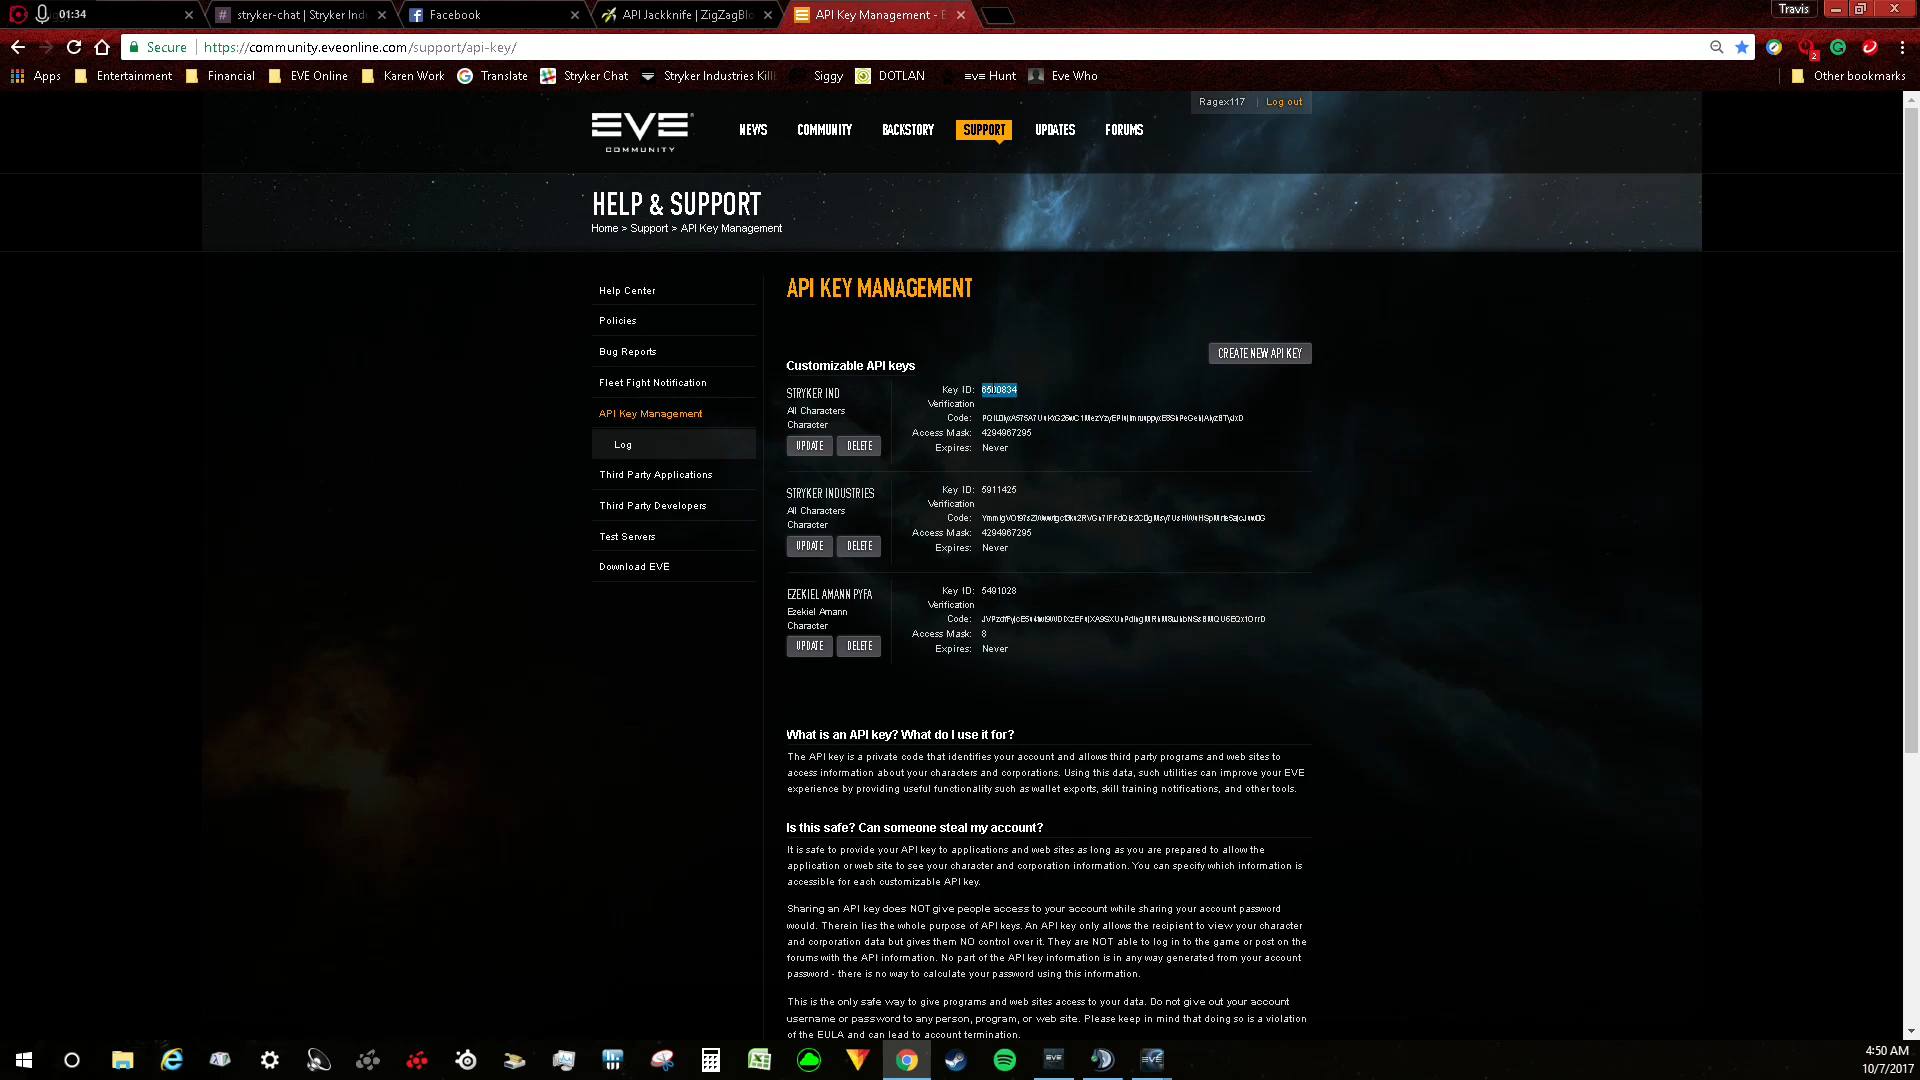 01:34
stryker-chat | Stryker Ind
Facebook
API Jackknife | ZigZagBlo
API Key Management - E
Travis
Secure
https://community.eveonline.com/support/api-key/
2
Apps
Entertainment
Financial
EVE Online
Karen Work
Translate
Stryker Chat
Stryker Industries Killb
Siggy
DOTLAN
Hunt
Eve Who
Other bookmarks
Ragex117 | Log out
EVE
COMMUNITY
NEWS
COMMUNITY
BACKSTORY
SUPPORT
UPDATES
FORUMS
HELP & SUPPORT
Home > Support > API Key Management
Help Center
Policies
Bug Reports
Fleet Fight Notification
API Key Management
Log
Third Party Applications
Third Party Developers
Test Servers
Download EVE
API KEY MANAGEMENT
CREATE NEW API KEY
Customizable API keys
STRYKER IND
All Characters
Character
UPDATE
DELETE
Key ID: 6500834
Verification
Code:
Access Mask: 4294967295
Expires: Never
STRYKER INDUSTRIES
All Characters
Character
UPDATE
DELETE
Key ID: 5911425
Verification
Code:
Access Mask: 4294967295
Expires: Never
EZEKIEL AMANN PYFA
Ezekiel Amann
Character
UPDATE
DELETE
Key ID: 5491028
Verification
Code:
Access Mask: 8
Expires: Never
What is an API key? What do I use it for?
The API key is a private code that identifies your account and allows third party programs and web sites to
access information about your characters and corporations. Using this data, such utilities can improve your EVE
experience by providing useful functionality such as wallet exports, skill training notifications, and other tools.
Is this safe? Can someone steal my account?
It is safe to provide your API key to applications and web sites as long as you are prepared to allow the
application or web site to see your character and corporation information. You can specify which information is
accessible for each customizable API key.
Sharing an API key does NOT give people access to your account while sharing your account password
would. Therein lies the whole purpose of API keys. An API key only allows the recipient to view your character
and corporation data but gives them NO control over it. They are NOT able to log in to the game or post on the
forums with the API information. No part of the API key information is in any way generated from your account
password - there is no way to calculate your password using this information.
This is the only safe way to give programs and web sites access to your data. Do not give out your account
username or password to any person, program, or web site. Please keep in mind that doing so is a violation
of the EULA and can lead to account termination.
4:50 AM
10/7/2017